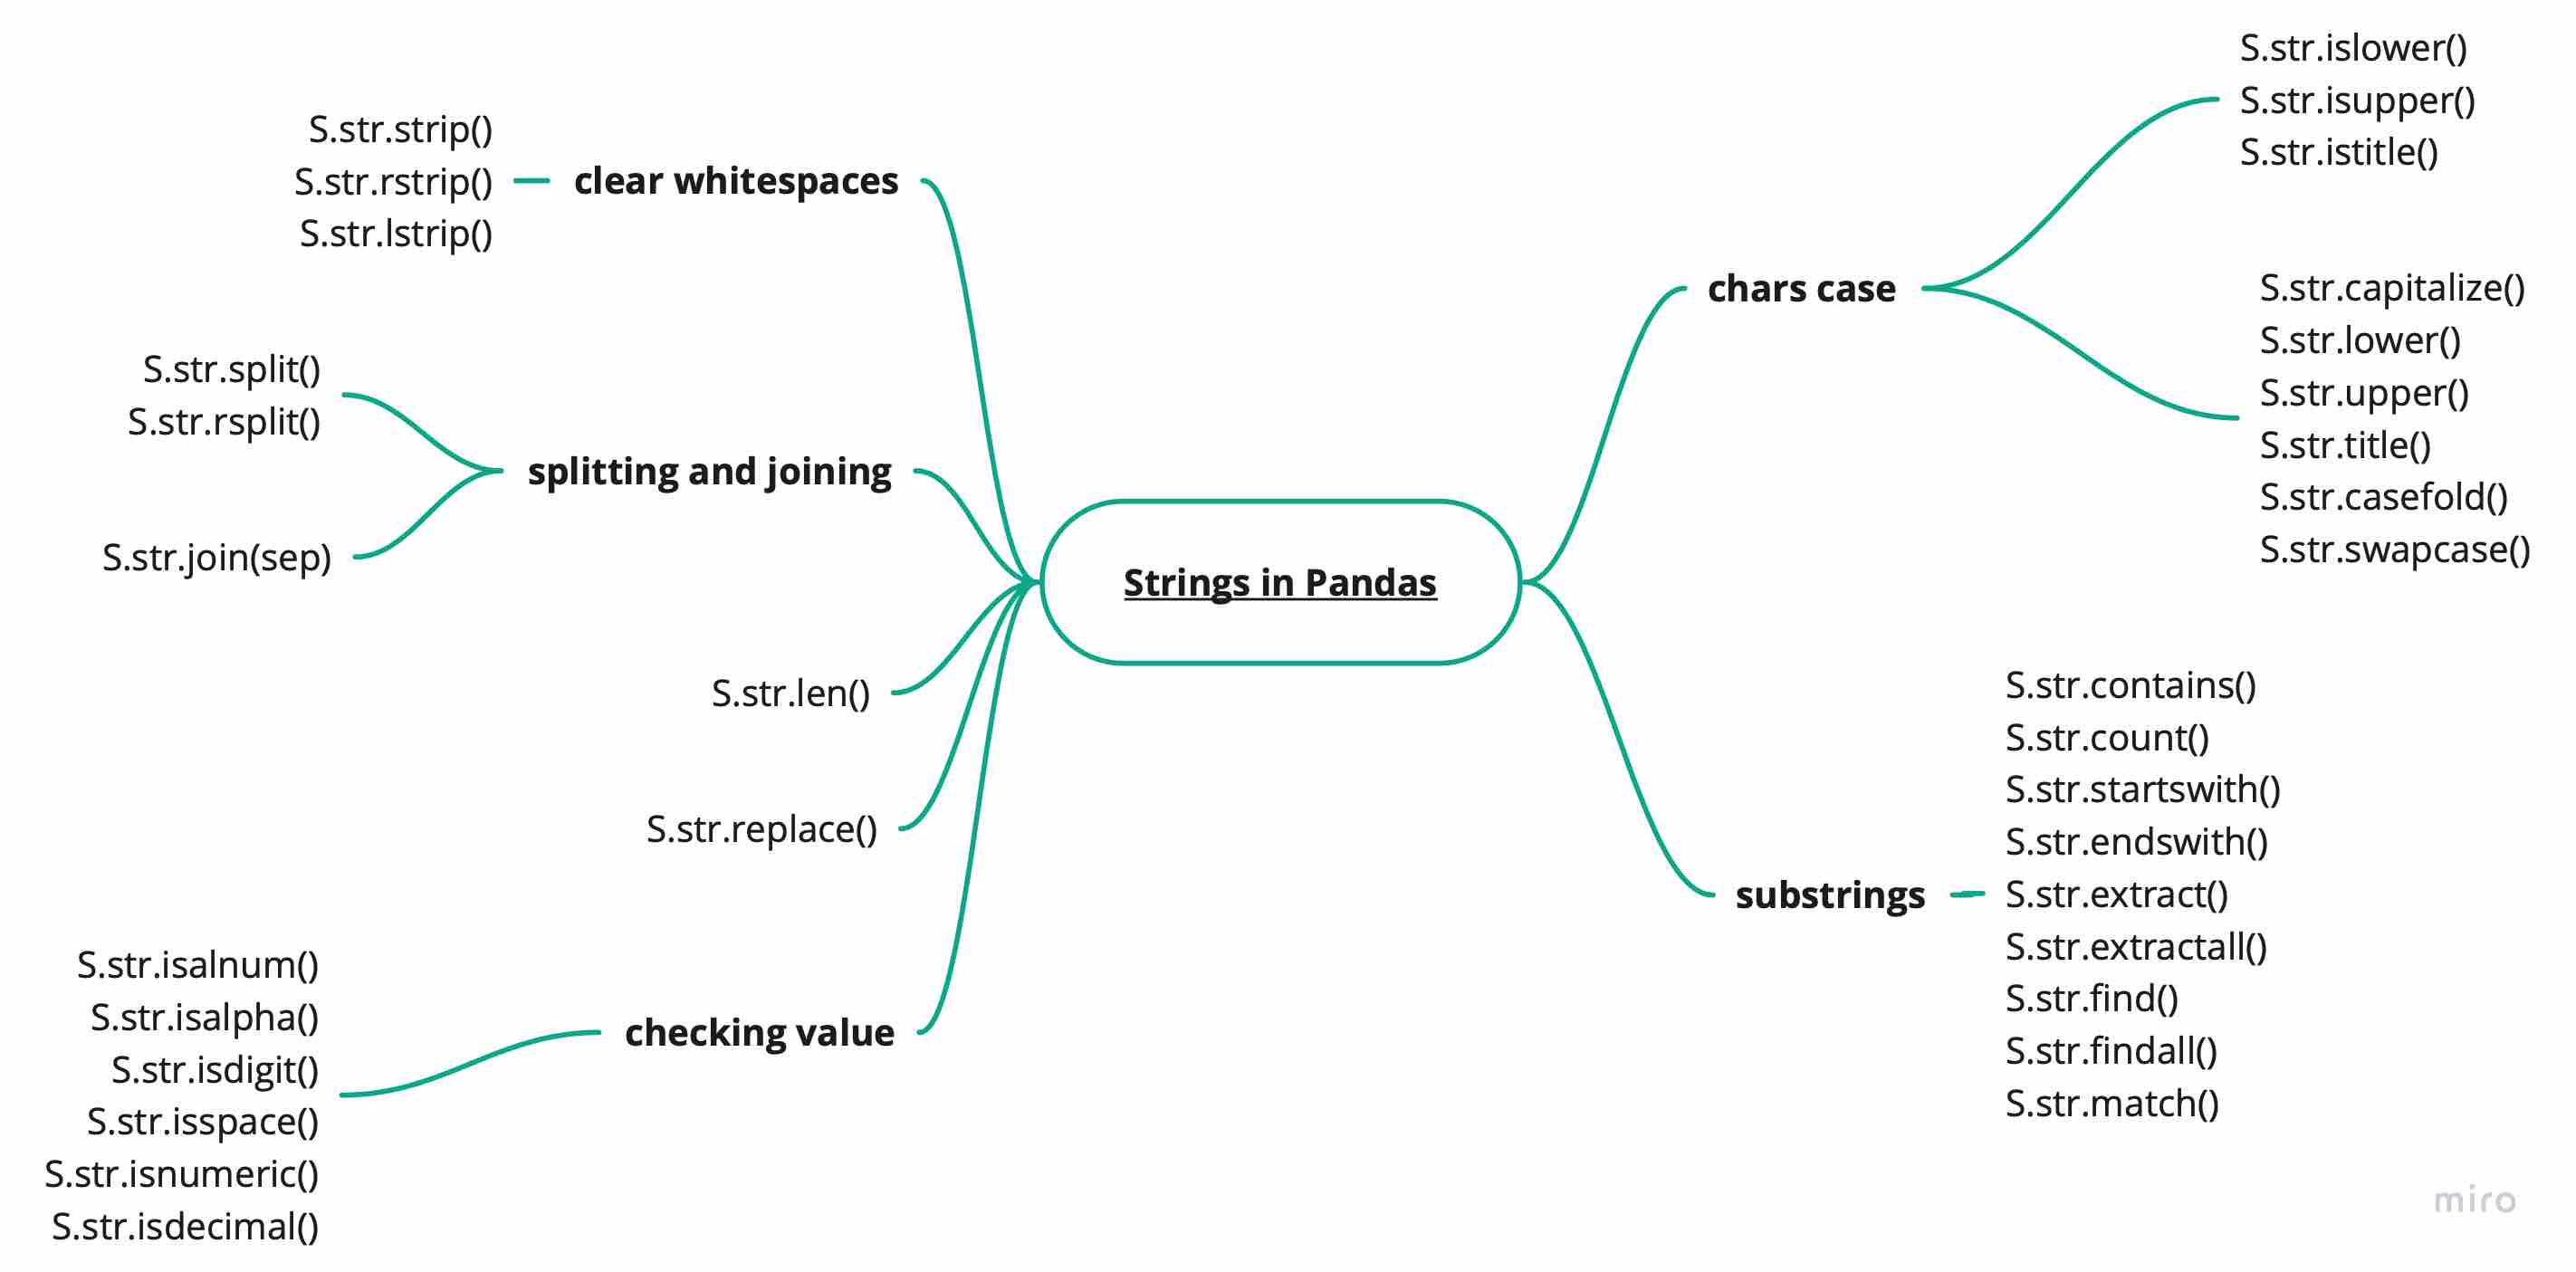 S.str.strip()
S.str.rstrip()
S.str.lstrip()
clear whitespaces
S.str.split()
S.str.rsplit()
S.str.join(sep)
splitting and joining
S.str.len()
S.str.replace()
S.str.isalnum()
S.str.isalpha()
S.str.isdigit()
S.str.isspace()
S.str.isnumeric()
S.str.isdecimal()
checking value
Strings in Pandas
chars case
S.str.islower()
S.str.isupper()
S.str.istitle()
S.str.capitalize()
S.str.lower()
S.str.upper()
S.str.title()
S.str.casefold()
S.str.swapcase()
substrings
S.str.contains()
S.str.count()
S.str.startswith()
S.str.endswith()
S.str.extract()
S.str.extractall()
S.str.find()
S.str.findall()
S.str.match()
miro